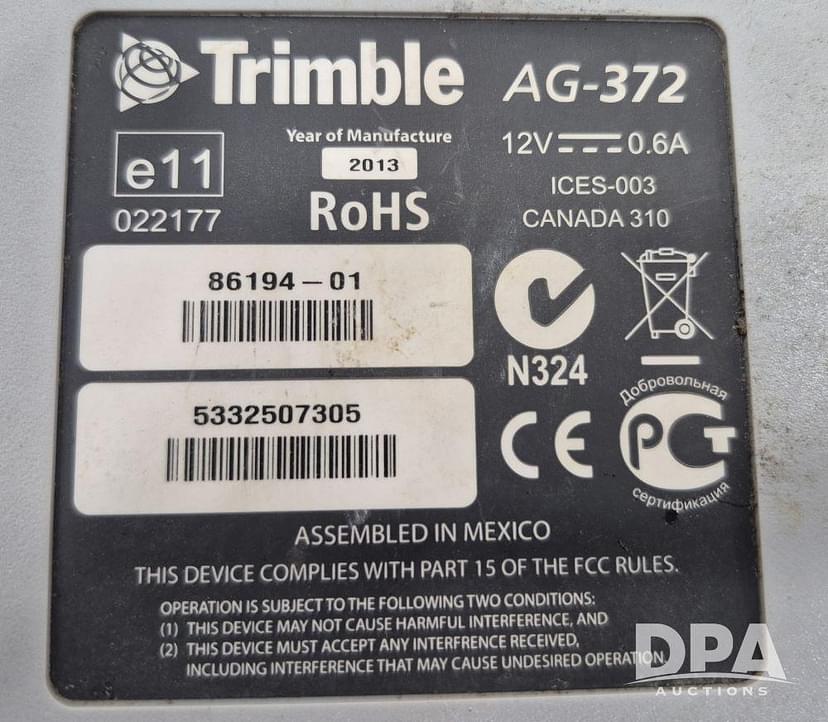 Trimble AG-372
e11
022177
Year of Manufacture
2013
RoHS
12V 0.6A
ICES-003
CANADA 310
86194-01
N324
5332507305
CE
Добровольная
РСТ
сертификация
ASSEMBLED IN MEXICO
THIS DEVICE COMPLIES WITH PART 15 OF THE FCC RULES.
OPERATION IS SUBJECT TO THE FOLLOWING TWO CONDITIONS:
(1) THIS DEVICE MAY NOT CAUSE HARMFUL INTERFERENCE, AND
(2) THIS DEVICE MUST ACCEPT ANY INTERFRENCE RECEIVED,
INCLUDING INTERFERENCE THAT MAY CAUSE UNDESIRED OPERATION.
DPA
AUCTIONS